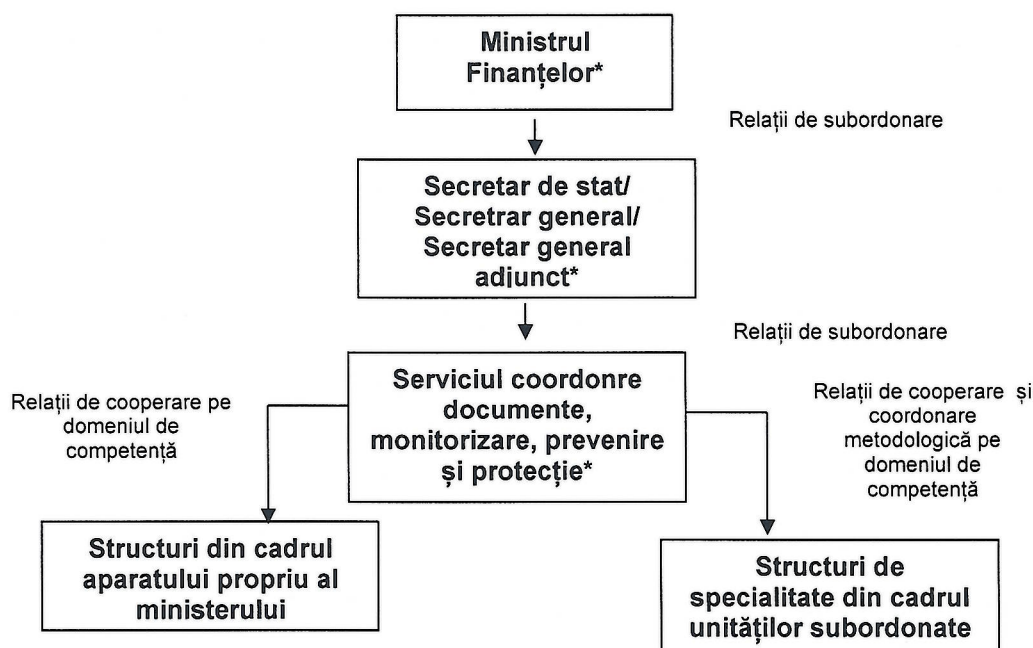 Ministrul
Finanțelor*
Relații de subordonare
Secretar de stat/
Secretrar general/
Secretar general
adjunct*
Relații de subordonare
Serviciul coordonre
documente,
monitorizare, prevenire
și protecție*
Relații de cooperare pe
domeniul de
competență
Relații de cooperare și
coordonare
metodologică pe
domeniul de
competență
Structuri din cadrul
aparatului propriu al
ministerului
Structuri de
specialitate din cadrul
unităților subordonate